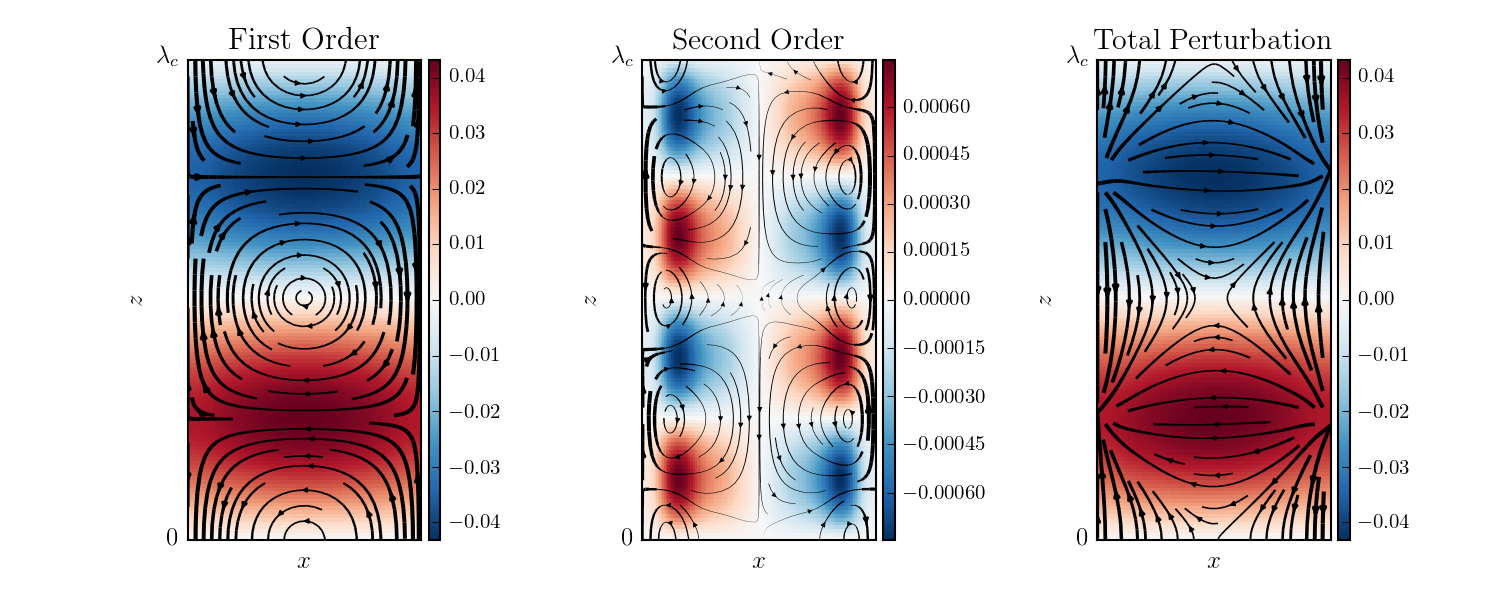 First Order
λc
z
0
x
0.04
0.03
0.02
0.01
0.00
−0.01
−0.02
−0.03
−0.04
Second Order
λc
z
0
x
0.00060
0.00045
0.00030
0.00015
0.00000
−0.00015
−0.00030
−0.00045
−0.00060
Total Perturbation
λc
z
0
x
0.04
0.03
0.02
0.01
0.00
−0.01
−0.02
−0.03
−0.04